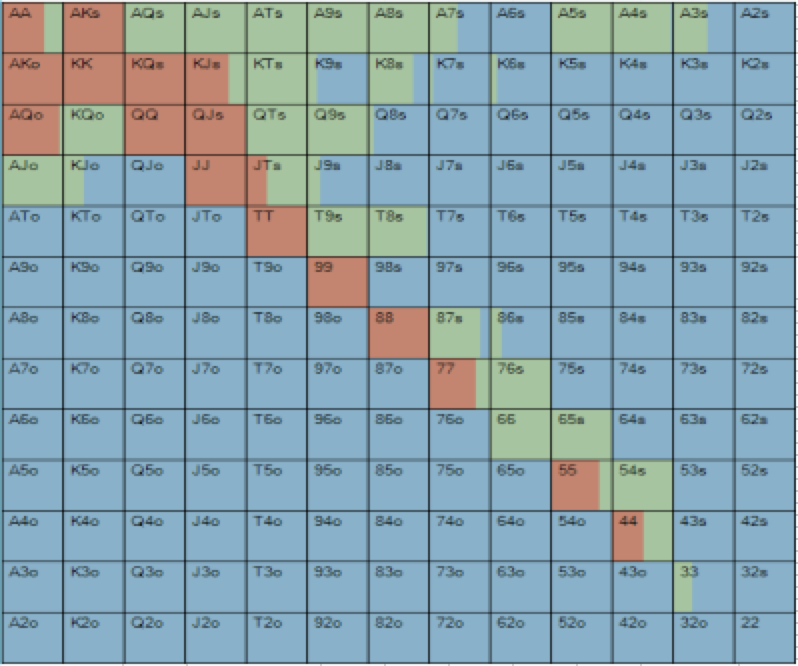 AA AKs AQs AJs ATs A9s A8s A7s A6s A5s A4s A3s A2s
AKo KK KQs KJs KTs K9s K8s K7s K6s K5s K4s K3s K2s
AQo KQo QQ QJs QTs Q9s Q8s Q7s Q6s Q5s Q4s Q3s Q2s
AJo KJo QJo JJ JTs J9s J8s J7s J6s J5s J4s J3s J2s
ATo KTo QTo JTo TT T9s T8s T7s T6s T5s T4s T3s T2s
A9o K9o Q9o J9o T9o 99 98s 97s 96s 95s 94s 93s 92s
A8o K8o Q8o J8o T8o 98o 88 87s 86s 85s 84s 83s 82s
A7o K7o Q7o J7o T7o 97o 87o 77 76s 75s 74s 73s 72s
A6o K6o Q6o J6o T6o 96o 86o 76o 66 65s 64s 63s 62s
A5o K5o Q5o J5o T5o 95o 85o 75o 65o 55 54s 53s 52s
A4o K4o Q4o J4o T4o 94o 84o 74o 64o 54o 44 43s 42s
A3o K3o Q3o J3o T3o 93o 83o 73o 63o 53o 43o 33 32s
A2o K2o Q2o J2o T2o 92o 82o 72o 62o 52o 42o 32o 22